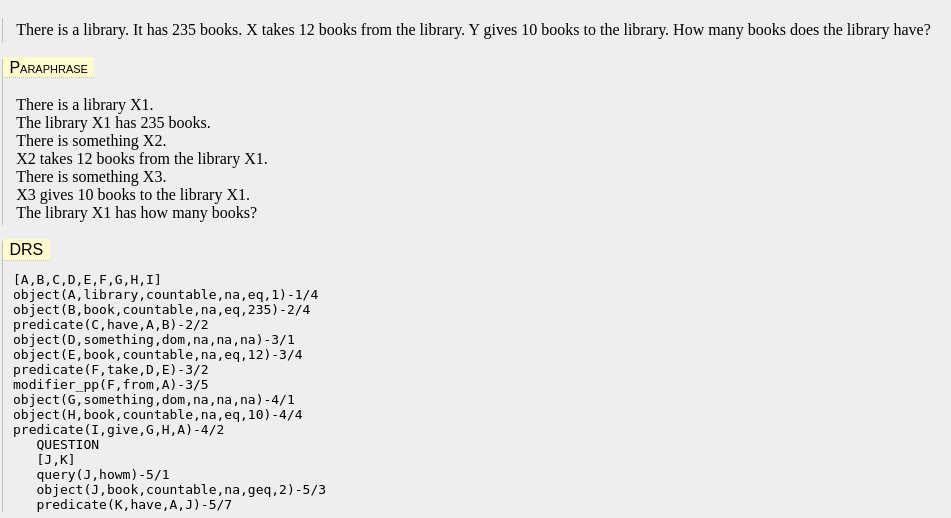 There is a library. It has 235 books. X takes 12 books from the library. Y gives 10 books to the library. How many books does the library have?
PARAPHRASE
There is a library X1.
The library X1 has 235 books.
There is something X2.
X2 takes 12 books from the library X1.
There is something X3.
X3 gives 10 books to the library X1.
The library X1 has how many books?
DRS
[A,B,C,D,E,F,G,H,I]
object(A,library,countable,na,eq,1)-1/4
object(B,book,countable,na,eq,235)-2/4
predicate(C,have,A,B)-2/2
object(D,something,dom,na,na,na)-3/1
object(E,book,countable,na,eq,12)-3/4
predicate(F,take,D,E)-3/2
modifier_pp(F,from,A)-3/5
object(G,something,dom,na,na,na)-4/1
object(H,book,countable,na,eq,10)-4/4
predicate(I,give,G,H,A)-4/2
QUESTION
[J,K]
query(J,howm)-5/1
object(J,book,countable,na,geq,2)-5/3
predicate(K,have,A,J)-5/7